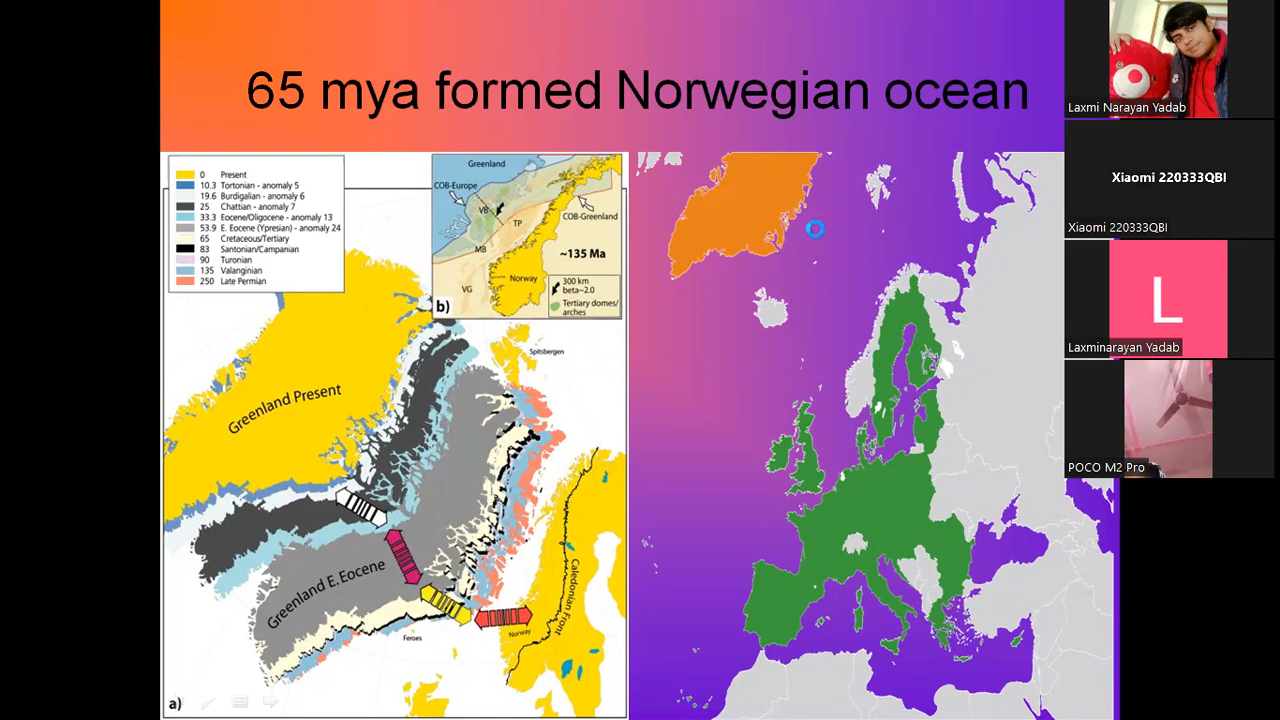 65 mya formed Norwegian ocean
0 Present
10.3 Tortonian - anomaly 5
19.6 Burdigalian - anomaly 6
25 Chattian - anomaly 7
33.3 Eocene/Oligocene - anomaly 13
53.9 E. Eocene (Ypresian) - anomaly 24
65 Cretaceous/Tertiary
83 Santonian/Campanian
90 Turonian
135 Valanginian
250 Late Permian
Greenland
COB-Europe
VB
COB-Greenland
TP
MB
~135 Ma
Norway
VG
300 km
beta~2.0
Tertiary domes/
arches
b)
Spitsbergen
Greenland Present
Greenland E. Eocene
Caledonian Front
Norway
Feroes
a)
Laxmi Narayan Yadab
Xiaomi 220333QBI
Xiaomi 220333QBI
L
Laxminarayan Yadab
POCO M2 Pro